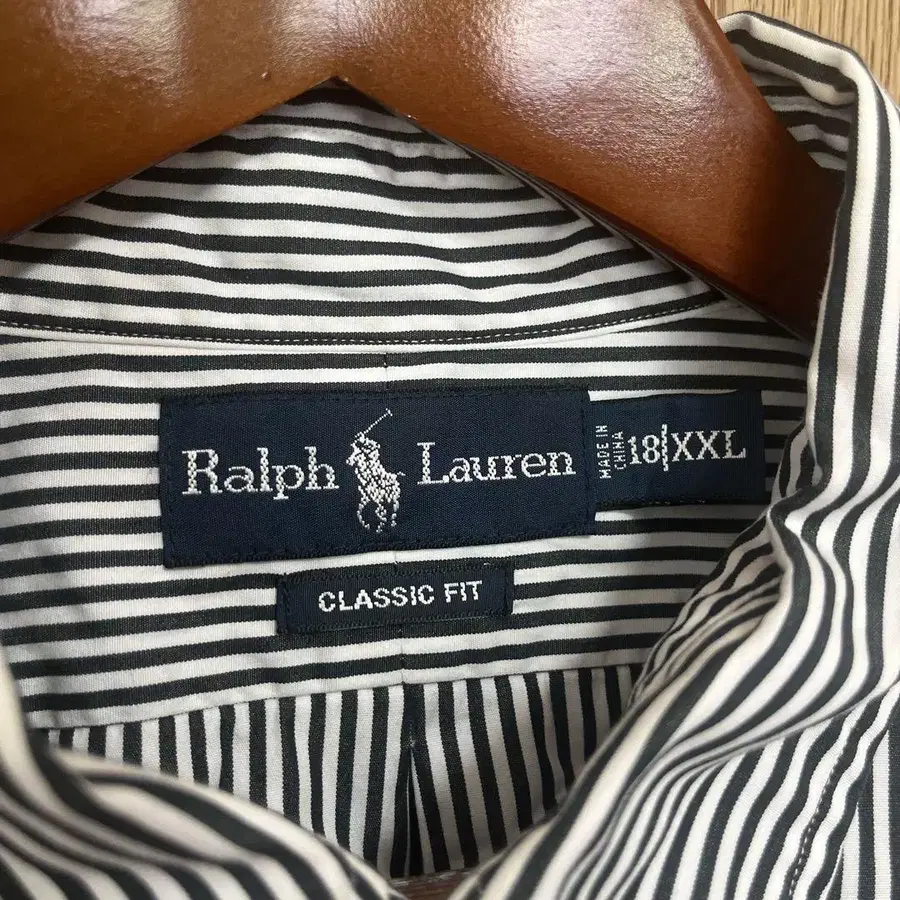 Ralph Lauren
MADE IN
CHINA
18|XXL
CLASSIC FIT